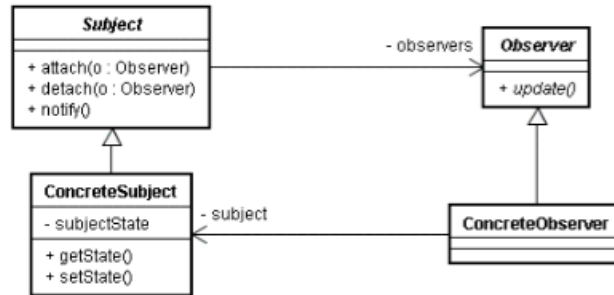 Subject
+ attach(o : Observer)
+ detach(o : Observer)
+ notify()
- observers
Observer
+ update()
ConcreteSubject
- subjectState
+ getState()
+ setState()
- subject
ConcreteObserver